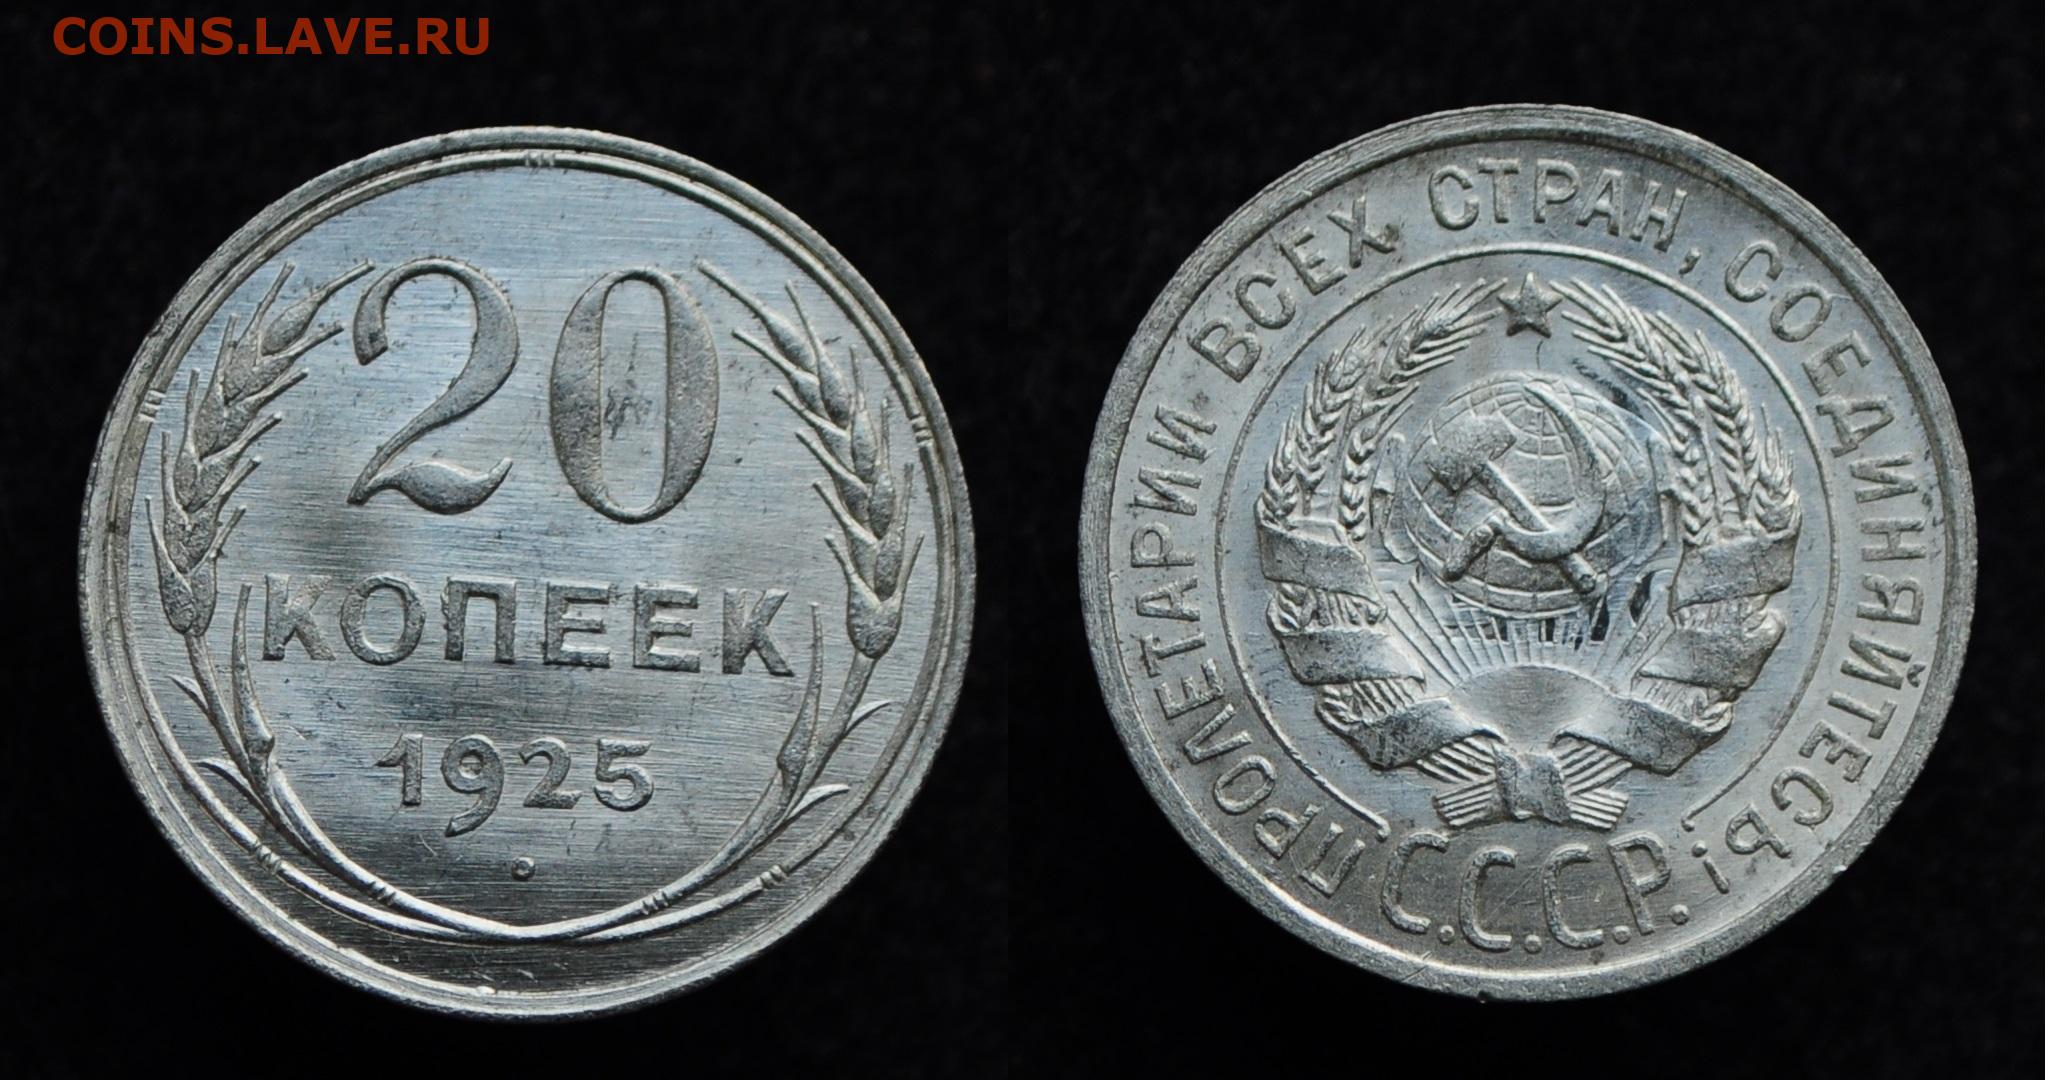 COINS.LAVE.RU
20
КОПЕЕК
1925
ПРОЛЕТАРИИ ВСЕХ СТРАН, СОЕДИНЯЙТЕСЬ!
С.С.С.Р.